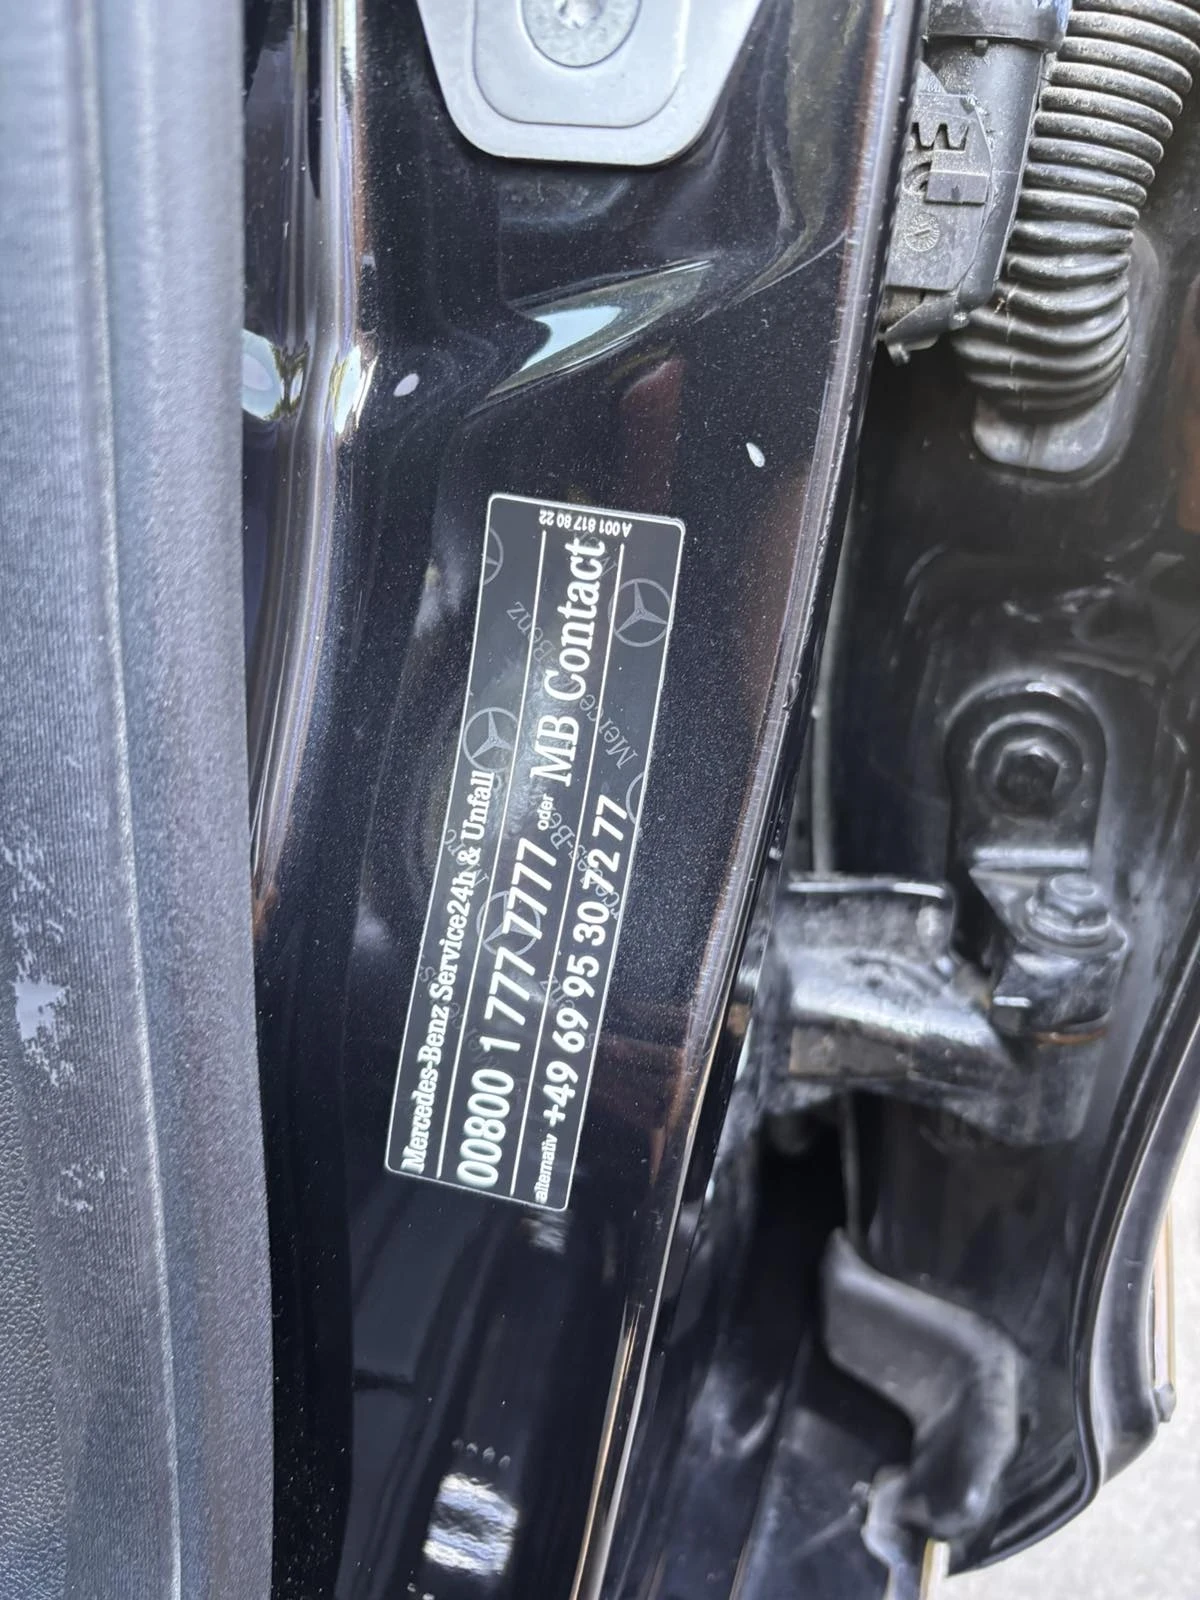 A 001 817 80 22
Mercedes-Benz Service24h & Unfall
00800 1 777 7777 oder MB Contact
alternativ +49 69 95 30 72 77